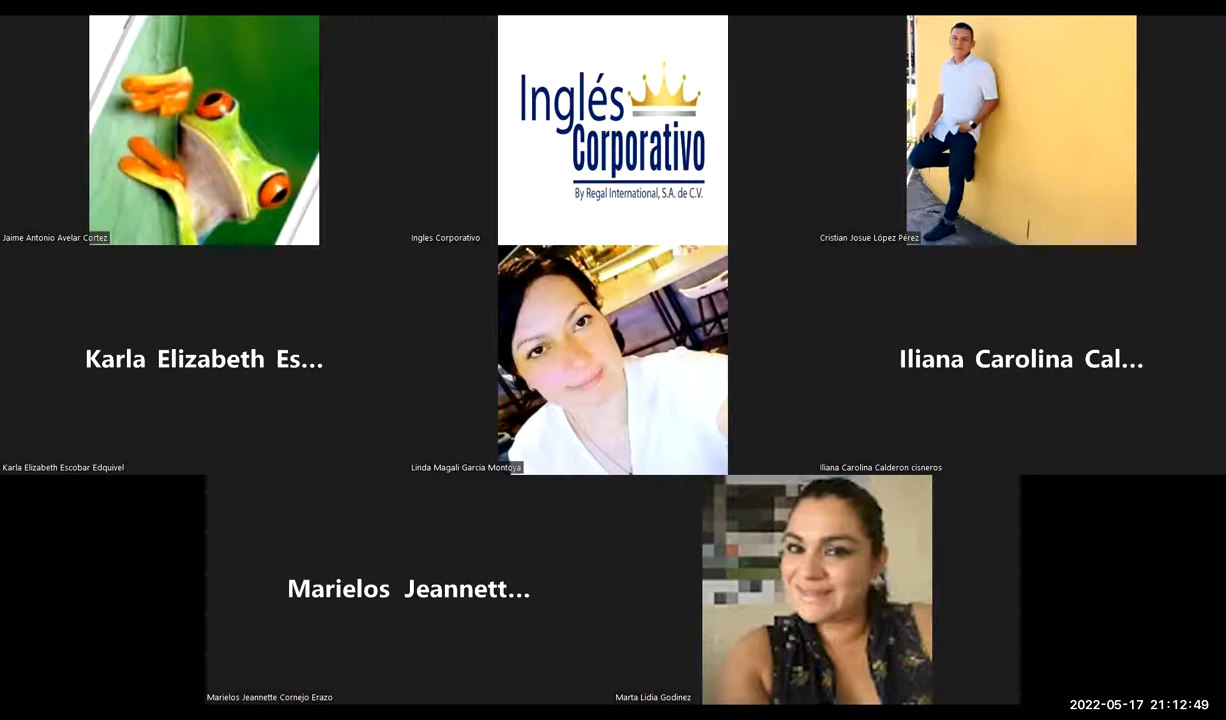 Inglés
Corporativo
By Regal International, S.A. de C.V.
Jaime Antonio Avelar Cortez
Ingles Corporativo
Cristian Josue López Pérez
Karla Elizabeth Es...
Iliana Carolina Cal...
Karla Elizabeth Escobar Edquivel
Linda Magali Garcia Montoya
Iliana Carolina Calderon cisneros
Marielos Jeannett...
Marielos Jeannette Cornejo Erazo
Marta Lidia Godinez
2022-05-17 21:12:49